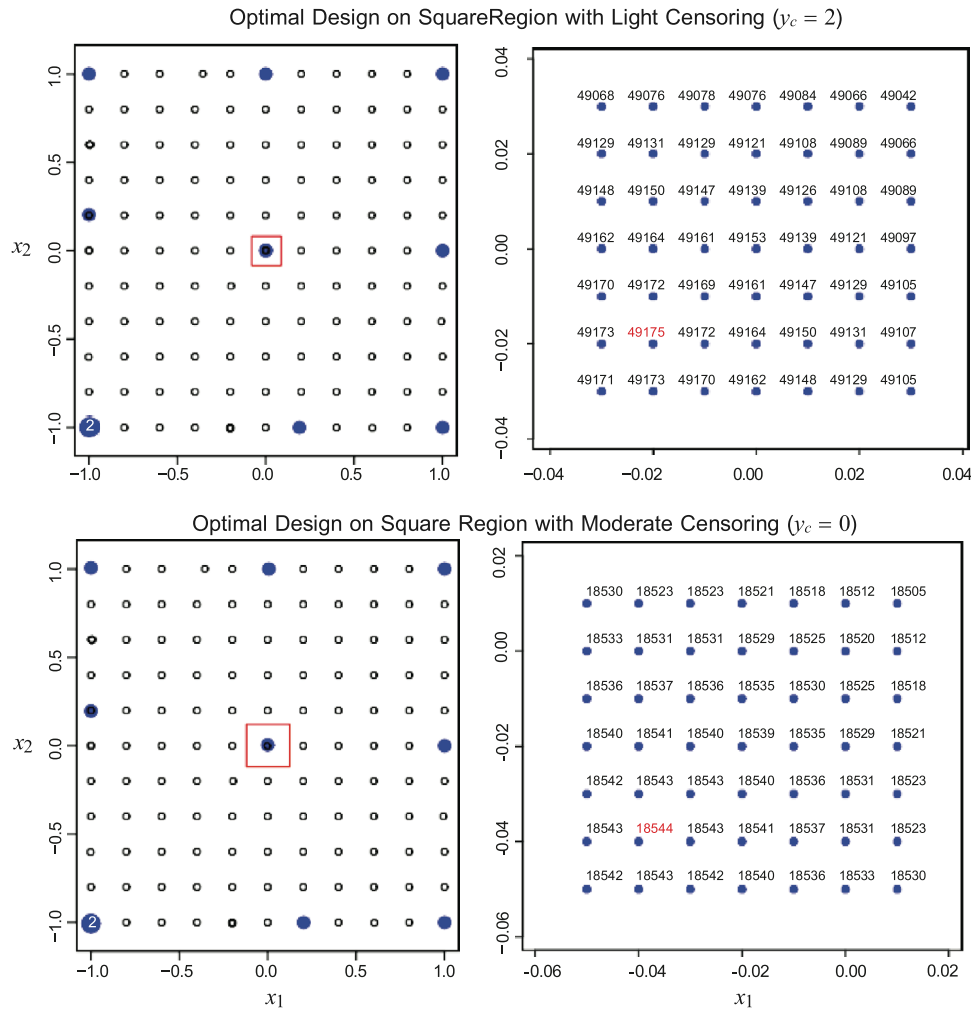 Optimal Design on SquareRegion with Light Censoring (y_c = 2)
1.0
0.5
0.0
−0.5
−1.0
x2
2
−1.0 −0.5 0.0 0.5 1.0
0.04
0.02
0.00
−0.02
−0.04
49068 49076 49078 49076 49084 49066 49042
49129 49131 49129 49121 49108 49089 49066
49148 49150 49147 49139 49126 49108 49089
49162 49164 49161 49153 49139 49121 49097
49170 49172 49169 49161 49147 49129 49105
49173 49175 49172 49164 49150 49131 49107
49171 49173 49170 49162 49148 49129 49105
−0.04 −0.02 0.00 0.02 0.04
Optimal Design on Square Region with Moderate Censoring (y_c = 0)
1.0
0.5
0.0
−0.5
−1.0
x2
2
−1.0 −0.5 0.0 0.5 1.0
x1
0.02
0.00
-0.02
-0.04
-0.06
18530 18523 18523 18521 18518 18512 18505
18533 18531 18531 18529 18525 18520 18512
18536 18537 18536 18535 18530 18525 18518
18540 18541 18540 18539 18535 18529 18521
18542 18543 18543 18540 18536 18531 18523
18543 18544 18543 18541 18537 18531 18523
18542 18543 18542 18540 18536 18533 18530
-0.06 -0.04 -0.02 0.00 0.02
x1